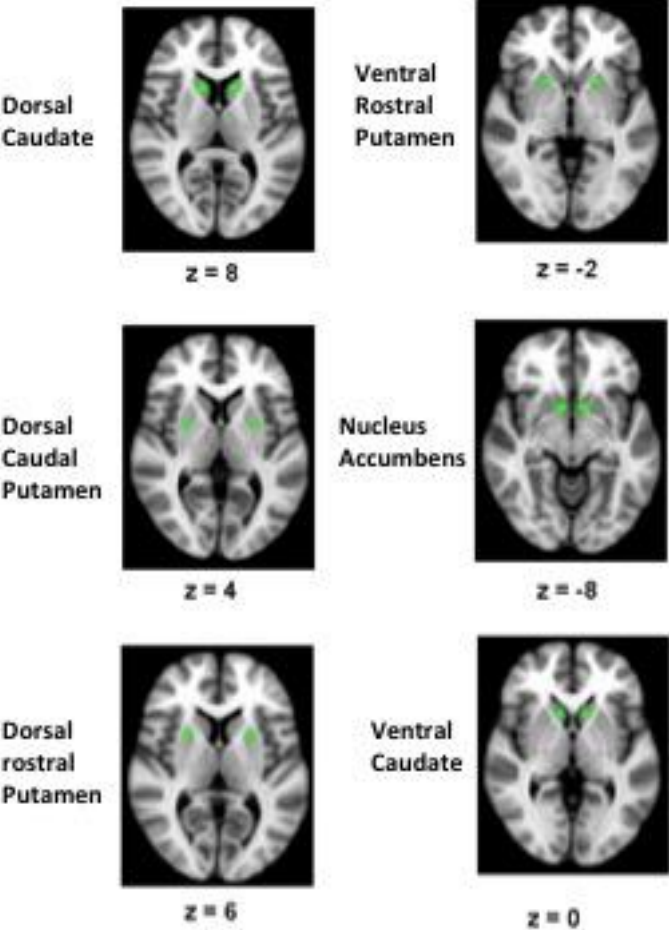 Dorsal
Caudate
z = 8
Ventral
Rostral
Putamen
z = -2
Dorsal
Caudal
Putamen
z = 4
Nucleus
Accumbens
z = -8
Dorsal
rostral
Putamen
z = 6
Ventral
Caudate
z = 0